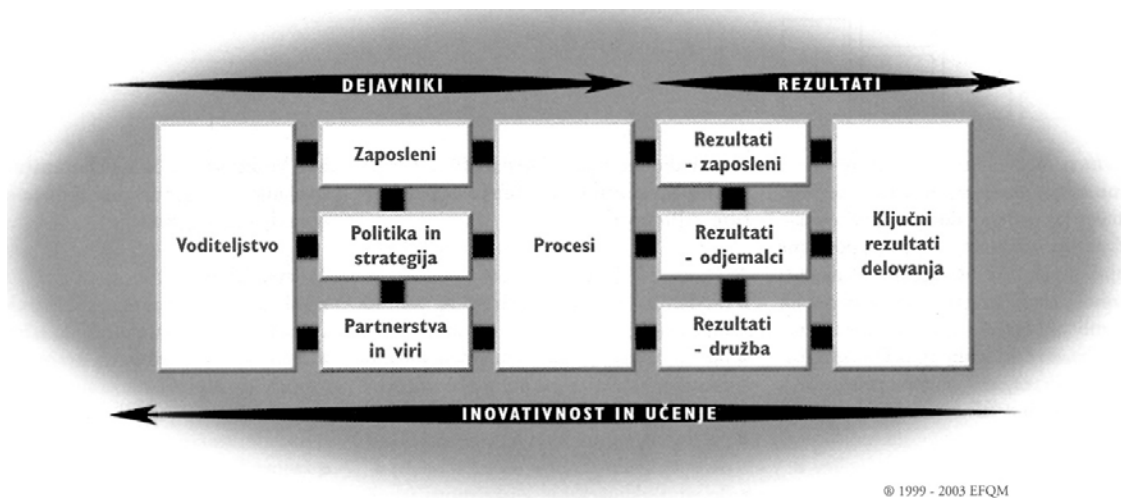 DEJAVNIKI
REZULTATI
Voditeljstvo
Zaposleni
Politika in
strategija
Partnerstva
in viri
Procesi
Rezultati
- zaposleni
Rezultati
- odjemalci
Rezultati
- družba
Ključni
rezultati
delovanja
INOVATIVNOST IN UČENJE
® 1999 - 2003 EFQM